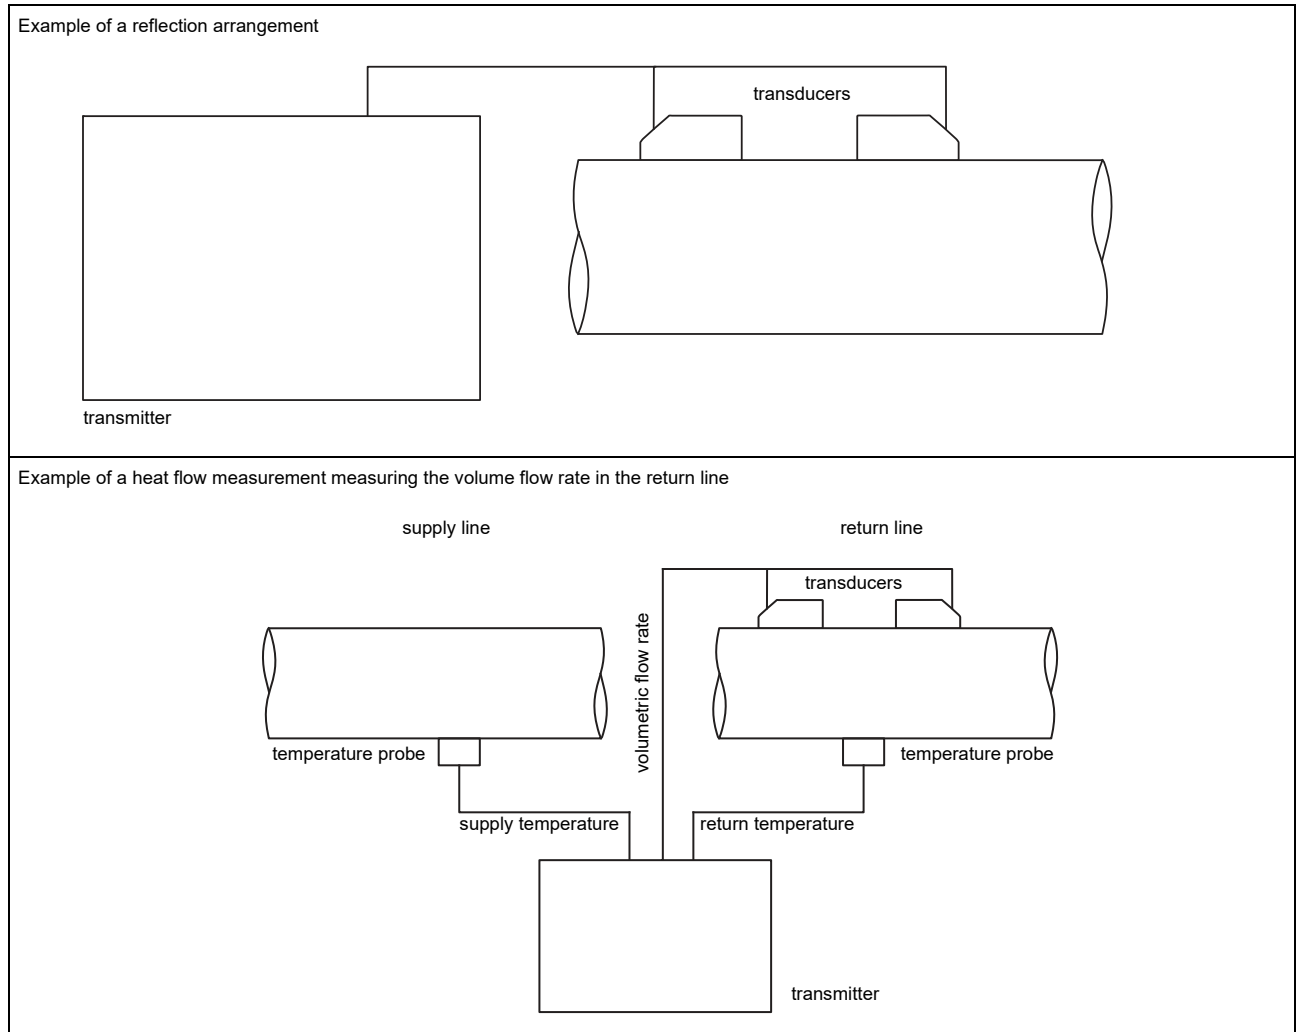 Example of a reflection arrangement
transducers
transmitter
Example of a heat flow measurement measuring the volume flow rate in the return line
supply line
return line
transducers
volumetric flow rate
temperature probe
temperature probe
supply temperature
return temperature
transmitter